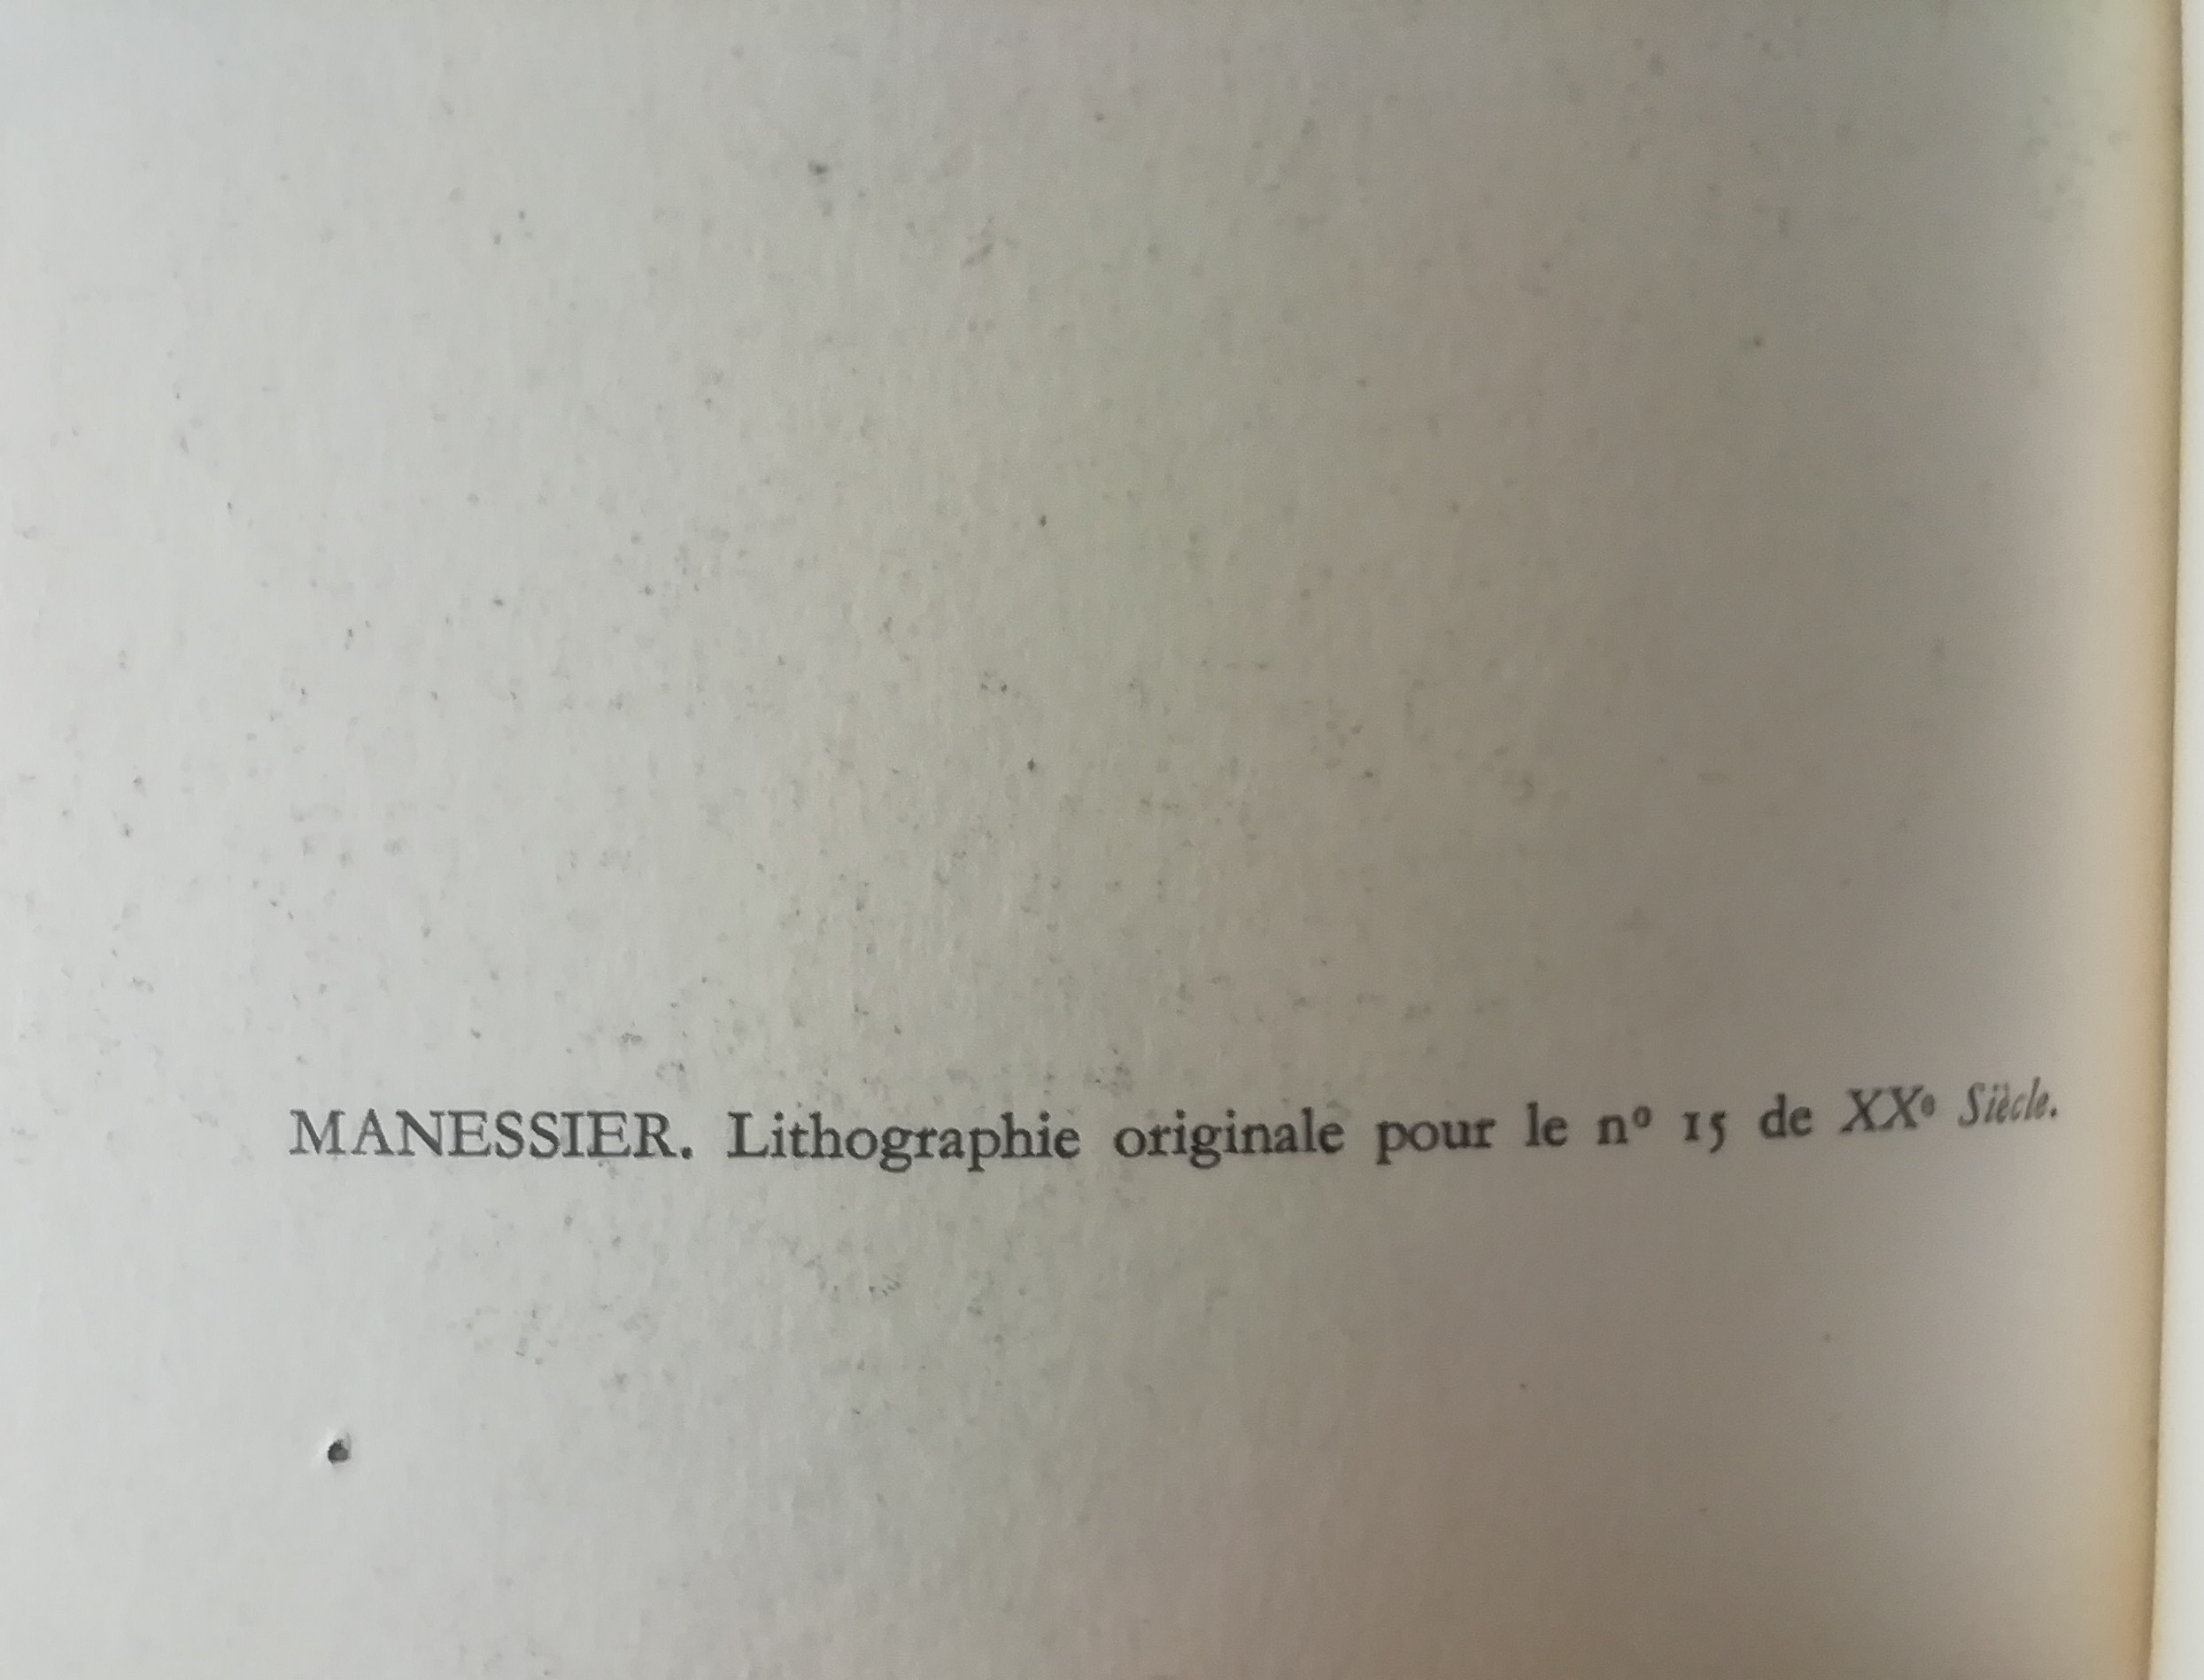 MANESSIER. Lithographie originale pour le nº 15 de XXe Siècle.